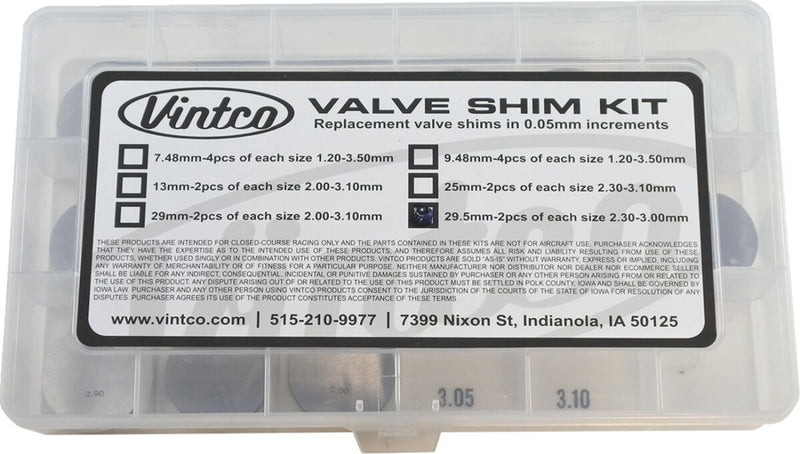 Vintco VALVE SHIM KIT
Replacement valve shims in 0.05mm increments
7.48mm-4pcs of each size 1.20-3.50mm
9.48mm-4pcs of each size 1.20-3.50mm
13mm-2pcs of each size 2.00-3.10mm
25mm-2pcs of each size 2.30-3.10mm
29mm-2pcs of each size 2.00-3.10mm
29.5mm-2pcs of each size 2.30-3.00mm
THESE PRODUCTS ARE INTENDED FOR CLOSED-COURSE RACING ONLY AND THE PARTS CONTAINED IN THESE KITS ARE NOT FOR AIRCRAFT USE. PURCHASER ACKNOWLEDGES
THAT THEY HAVE THE EXPERTISE AS TO THE INTENDED USE OF THESE PRODUCTS, AND THEREFORE ASSUMES ALL RISK AND LIABLITY RESULTING FROM USE OF THESE
PRODUCTS, WHETHER USED SINGLY OR IN COMBINATION WITH OTHER PRODUCTS. VINTCO PRODUCTS ARE SOLD "AS-IS" WITHOUT WARRANTY, EXPRESS OR IMPLIED, INCLUDING
ANY WARRANTY OF MERCHANTABILITY OR OF FITNESS FOR A PARTICULAR PURPOSE. NEITHER MANUFACTURER NOR DISTRIBUTOR NOR DEALER NOR ECOMMERCE SELLER
SHALL BE LIABLE FOR ANY INDIRECT, CONSEQUENTIAL, INCIDENTAL OR PUNITIVE DAMAGES SUSTAINED BY ANY PERSON OR PROPERTY ARISING OUT OF OR RELATED TO
THE USE OF THIS PRODUCT. ANY DISPUTE ARISING OUT OF OR RELATING TO THE USE OF THIS PRODUCT MUST BE SETTLED IN POLK COUNTY, IOWA AND SHALL BE GOVERNED BY
IOWA LAW. PURCHASER AND ANY OTHER PERSON USING VINTCO PRODUCTS CONSENT TO THE JURISDICTION OF THE COURTS OF THE STATE OF IOWA FOR RESOLUTION OF ANY
DISPUTES. PURCHASER AGREES ITS USE OF THE PRODUCT CONSTITUTES ACCEPTANCE OF THESE TERMS.
www.vintco.com | 515-210-9977 | 7399 Nixon St, Indianola, IA 50125
2.90
3.00
3.05
3.10